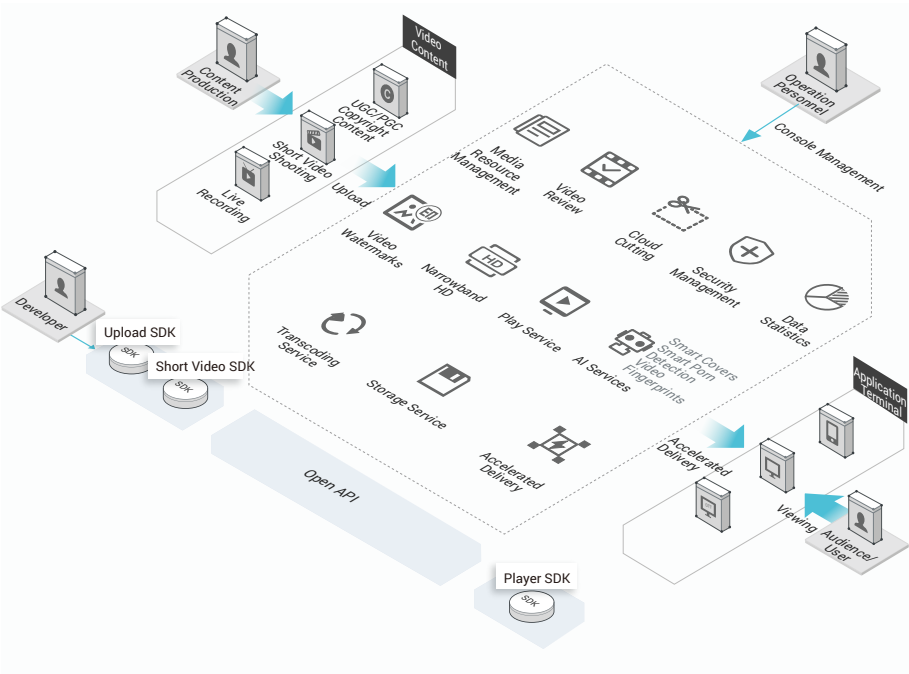 Video
Content
Content
Production
UGC/PGC
Copyright
Content
Short Video
Shooting
Live
Recording
Upload
Operation
Personnel
Console Management
Media
Resource
Management
Video
Review
Cloud
Cutting
Security
Management
Data
Statistics
Video
Watermarks
Narrowband
HD
Play Service
AI Services
Smart Covers
Smart Porn
Detection
Video
Fingerprints
Transcoding
Service
Storage Service
Accelerated
Delivery
HD
Developer
Upload SDK
SDK
Short Video SDK
SDK
Open API
Player SDK
SDK
Application
Terminal
Accelerated
Delivery
Viewing
Audience/
User
C